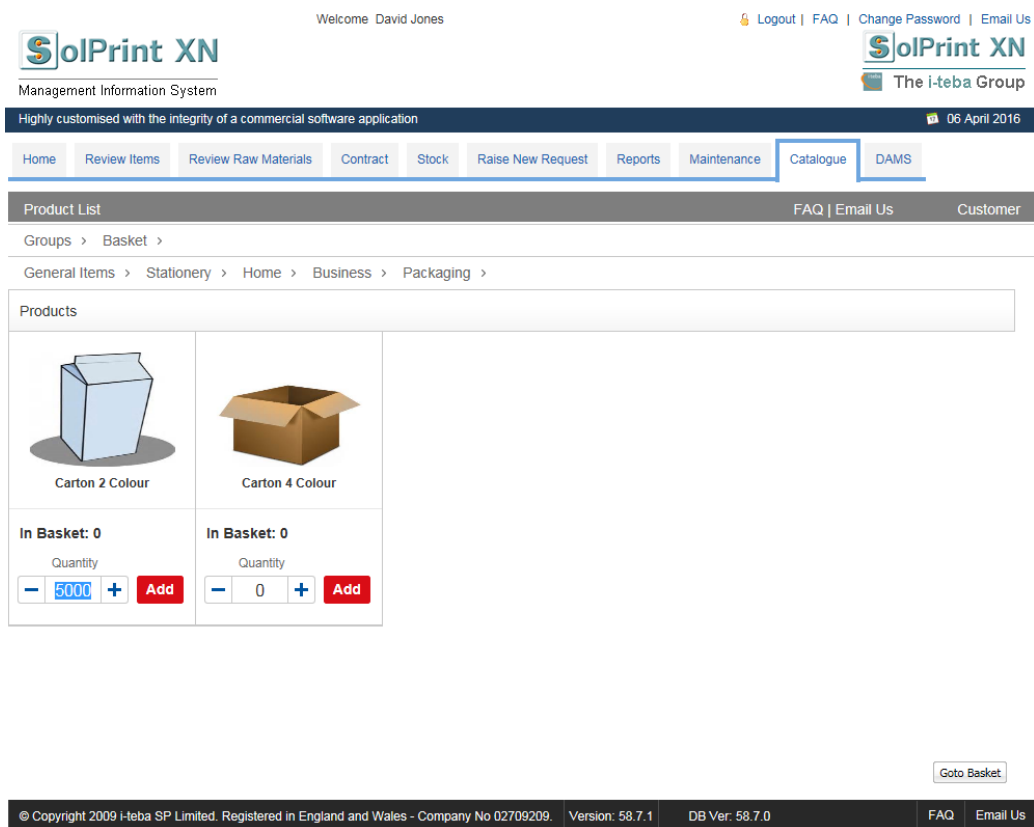 Welcome David Jones
Logout | FAQ | Change Password | Email Us
SolPrint XN
Management Information System
SolPrint XN
The i-teba Group
Highly customised with the integrity of a commercial software application
06 April 2016
Home Review Items Review Raw Materials Contract Stock Raise New Request Reports Maintenance Catalogue DAMS
Product List FAQ | Email Us Customer
Groups > Basket >
General Items > Stationery > Home > Business > Packaging >
Products
Carton 2 Colour
In Basket: 0
Quantity
− 5000 + Add
Carton 4 Colour
In Basket: 0
Quantity
− 0 + Add
Goto Basket
© Copyright 2009 i-teba SP Limited. Registered in England and Wales - Company No 02709209. Version: 58.7.1 DB Ver: 58.7.0 FAQ Email Us